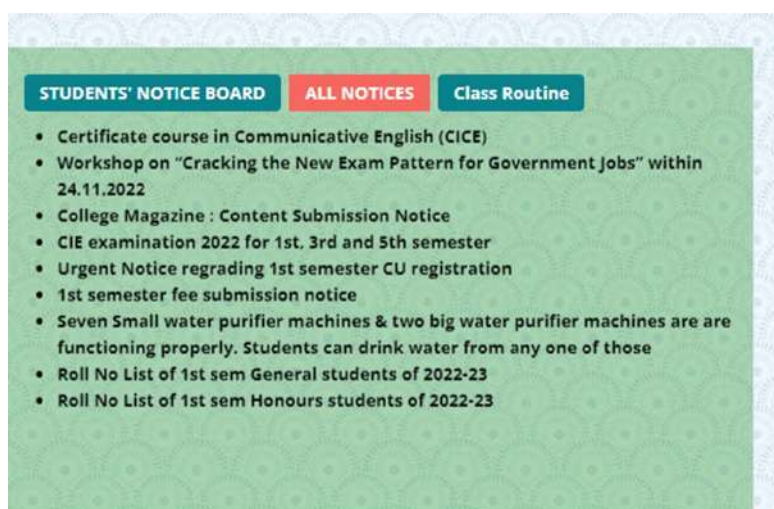 STUDENTS' NOTICE BOARD ALL NOTICES Class Routine
• Certificate course in Communicative English (CICE)
• Workshop on "Cracking the New Exam Pattern for Government Jobs" within
24.11.2022
• College Magazine : Content Submission Notice
• CIE examination 2022 for 1st, 3rd and 5th semester
• Urgent Notice regrading 1st semester CU registration
• 1st semester fee submission notice
• Seven Small water purifier machines & two big water purifier machines are are
functioning properly. Students can drink water from any one of those
• Roll No List of 1st sem General students of 2022-23
• Roll No List of 1st sem Honours students of 2022-23